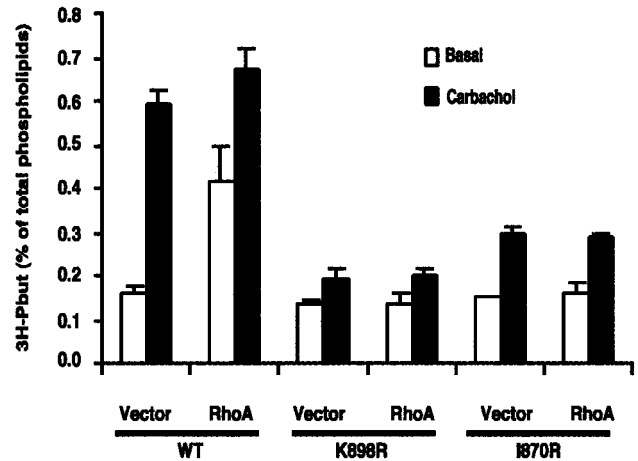 3H-Pbut (% of total phospholipids)
0.8
0.7
0.6
0.5
0.4
0.3
0.2
0.1
0.0
Basal
Carbachol
Vector RhoA Vector RhoA Vector RhoA
WT K898R I870R